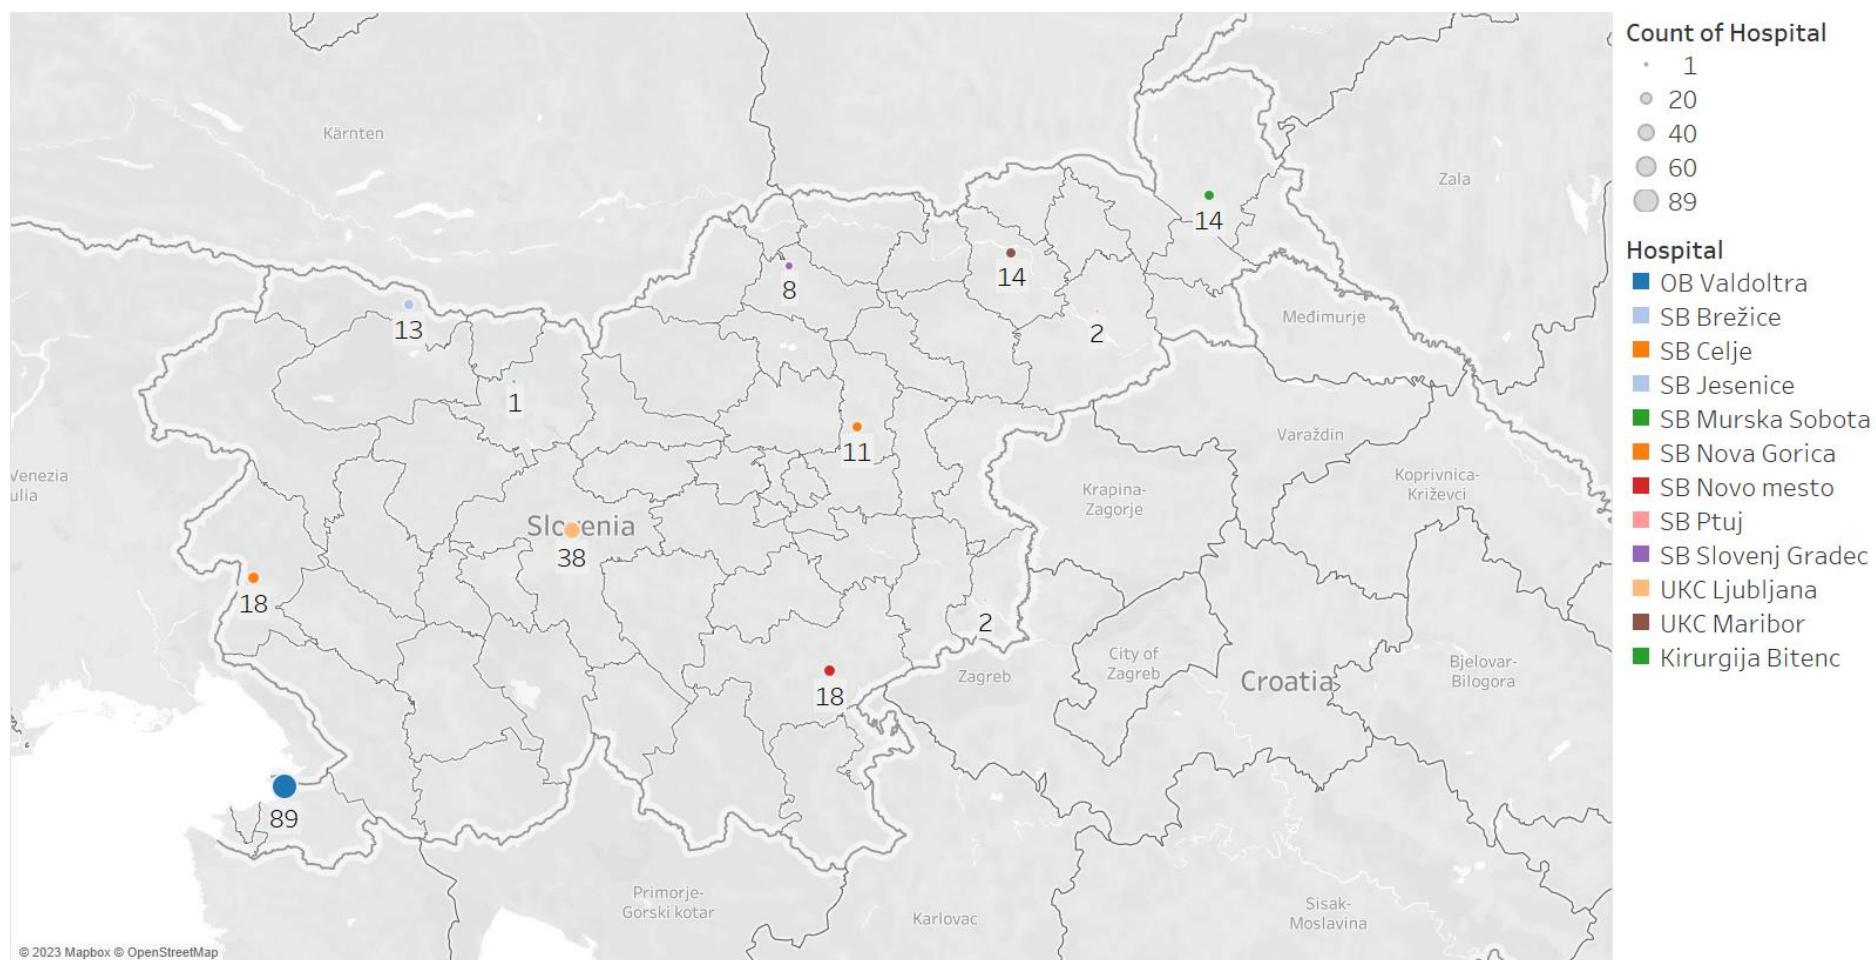 Kärnten
Zala
14
14
8
13
2
Međimurje
1
11
Varaždin
Venezia
ulia
Koprivnica-
Križevci
Krapina-
Zagorje
Slovenia
38
18
2
City of
Zagreb
Zagreb
Croatia
Bjelovar-
Bilogora
18
89
Primorje-
Gorski kotar
Karlovac
Sisak-
Moslavina
© 2023 Mapbox © OpenStreetMap
Count of Hospital
1
20
40
60
89
Hospital
OB Valdoltra
SB Brežice
SB Celje
SB Jesenice
SB Murska Sobota
SB Nova Gorica
SB Novo mesto
SB Ptuj
SB Slovenj Gradec
UKC Ljubljana
UKC Maribor
Kirurgija Bitenc